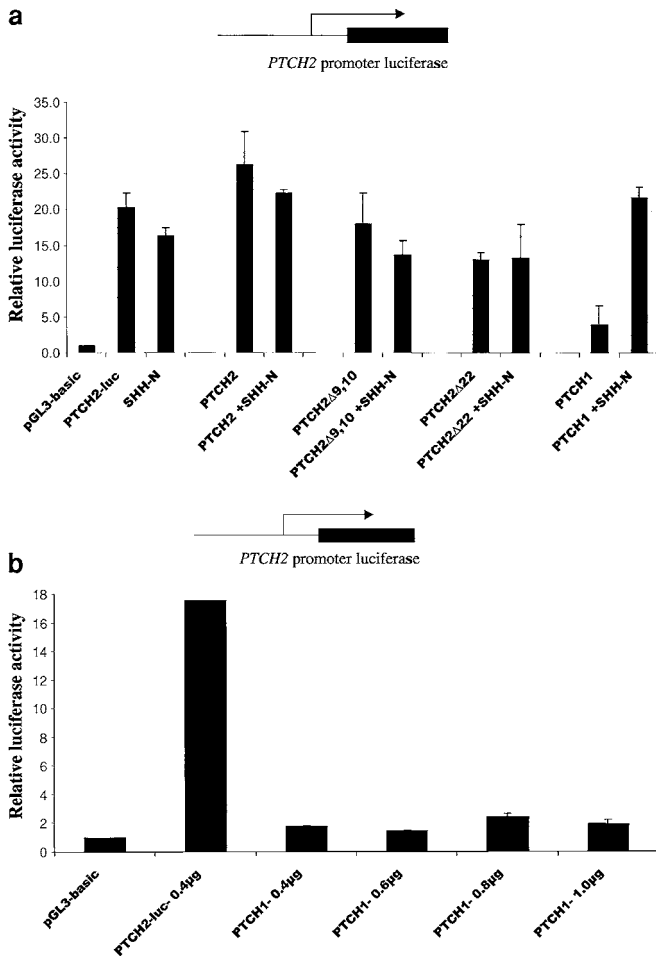 a
PTCH2 promoter luciferase
Relative luciferase activity
35.0
30.0
25.0
20.0
15.0
10.0
5.0
0.0
pGL3-basic
PTCH2-luc
SHH-N
PTCH2
PTCH2 +SHH-N
PTCH2Δ9,10
PTCH2Δ9,10 +SHH-N
PTCH2Δ22
PTCH2Δ22 +SHH-N
PTCH1
PTCH1 +SHH-N
b
PTCH2 promoter luciferase
Relative luciferase activity
18
16
14
12
10
8
6
4
2
0
pGL3-basic
PTCH2-luc- 0.4µg
PTCH1- 0.4µg
PTCH1- 0.6µg
PTCH1- 0.8µg
PTCH1- 1.0µg